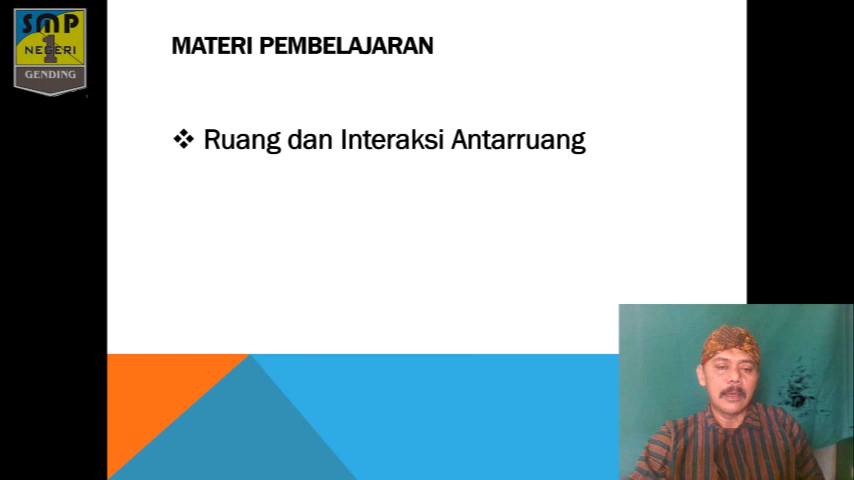 SMP
1
NEGERI
GENDING
MATERI PEMBELAJARAN
Ruang dan Interaksi Antarruang